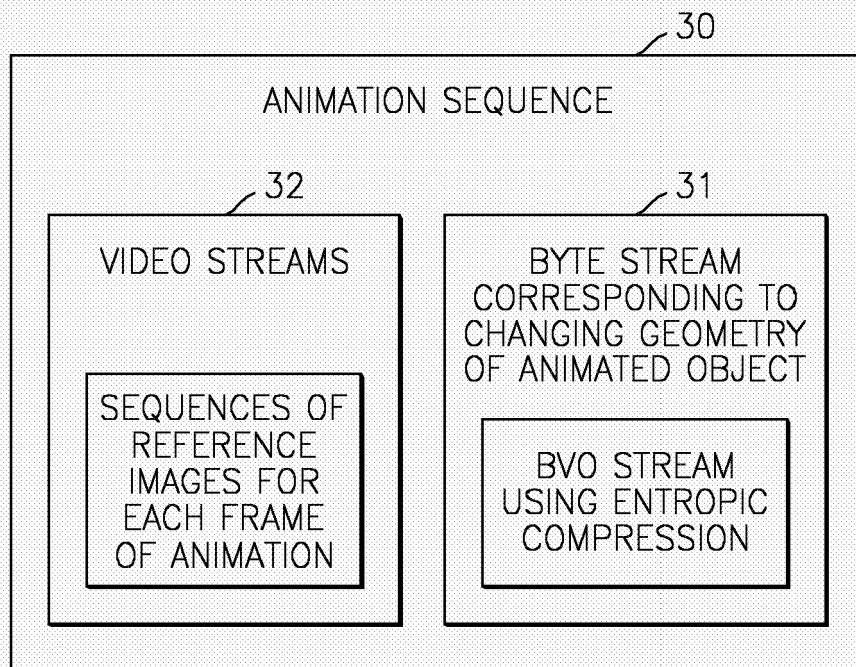 30
ANIMATION SEQUENCE
32
VIDEO STREAMS
SEQUENCES OF
REFERENCE
IMAGES FOR
EACH FRAME
OF ANIMATION
31
BYTE STREAM
CORRESPONDING TO
CHANGING GEOMETRY
OF ANIMATED OBJECT
BVO STREAM
USING ENTROPIC
COMPRESSION